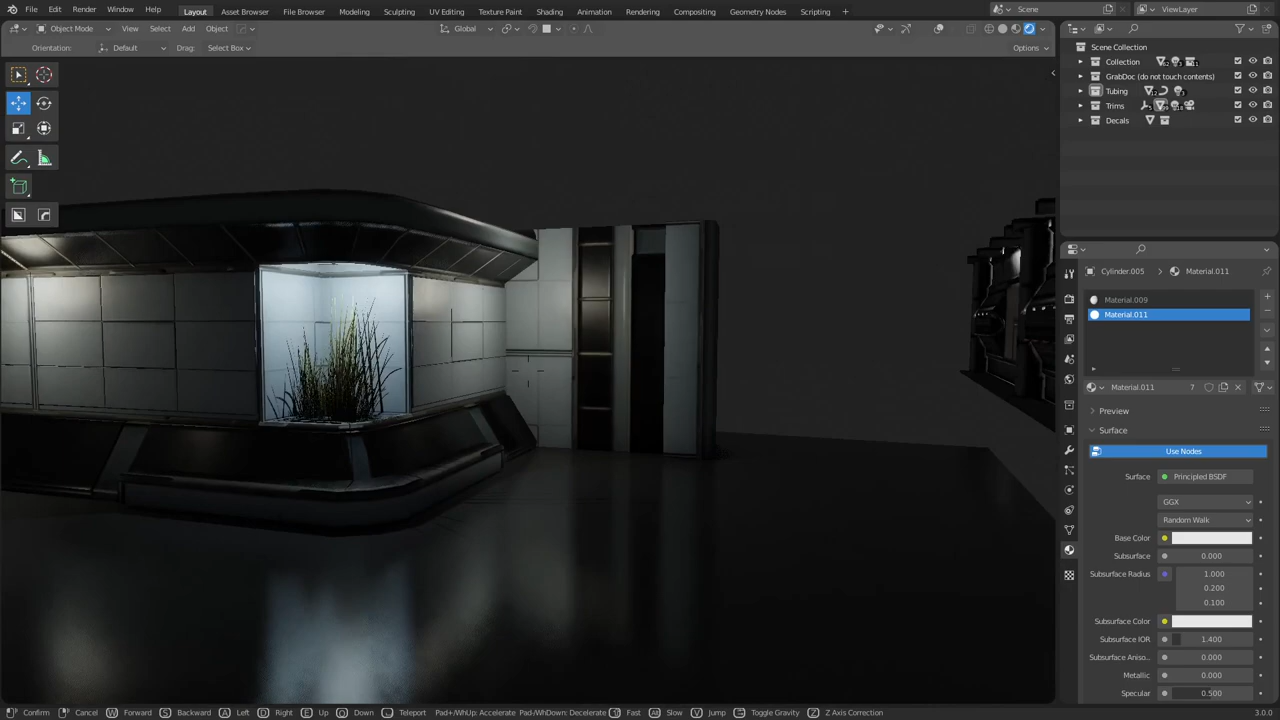 File Edit Render Window Help Layout Asset Browser File Browser Modeling Sculpting UV Editing Texture Paint Shading Animation Rendering Compositing Geometry Nodes Scripting + Scene ViewLayer
Object Mode View Select Add Object Global
Orientation: Default Drag: Select Box Options
Scene Collection
Collection
GrabDoc (do not touch contents)
Tubing
Trims
Decals
Cylinder.005 > Material.011
Material.009
Material.011
Material.011 7
Preview
Surface
Use Nodes
Surface Principled BSDF
GGX
Random Walk
Base Color
Subsurface 0.000
Subsurface Radius 1.000
0.200
0.100
Subsurface Color
Subsurface IOR 1.400
Subsurface Aniso... 0.000
Metallic 0.000
Specular 0.500
Confirm Cancel W Forward S Backward A Left D Right E Up Q Down Teleport Pad+/WhUp: Accelerate Pad-/WhDown: Decelerate Fast Slow V Jump Toggle Gravity Z Z Axis Correction 3.0.0